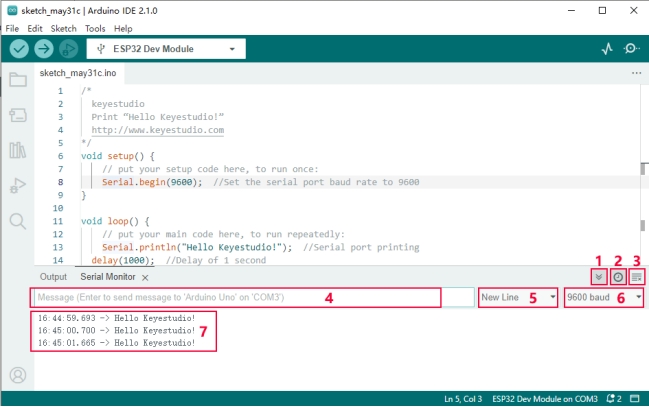 sketch_may31c | Arduino IDE 2.1.0
File Edit Sketch Tools Help
ESP32 Dev Module
sketch_may31c.ino
1 /*
2 keyestudio
3 Print “Hello Keyestudio!”
4 http://www.keyestudio.com
5 */
6 void setup() {
7 // put your setup code here, to run once:
8 Serial.begin(9600); //Set the serial port baud rate to 9600
9 }
10
11 void loop() {
12 // put your main code here, to run repeatedly:
13 Serial.println("Hello Keyestudio!"); //Serial port printing
14 delay(1000); //Delay of 1 second
1 2 3
Output Serial Monitor
Message (Enter to send message to 'Arduino Uno' on 'COM3') 4 New Line 5 9600 baud 6
16:44:59.693 -> Hello Keyestudio!
16:45:00.700 -> Hello Keyestudio! 7
16:45:01.665 -> Hello Keyestudio!
Ln 5, Col 3 ESP32 Dev Module on COM3 2